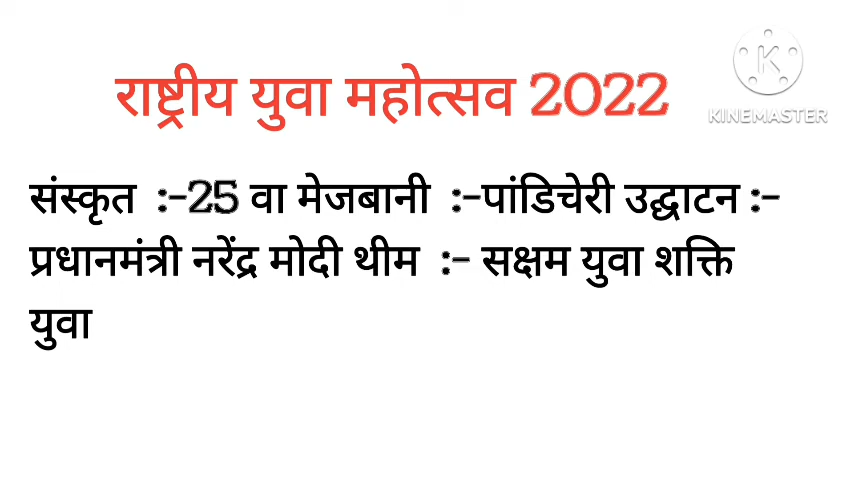 राष्ट्रीय युवा महोत्सव 2022
KINEMASTER
संस्कृत :-25 वा मेजबानी :-पांडिचेरी उद्घाटन :-
प्रधानमंत्री नरेंद्र मोदी थीम :- सक्षम युवा शक्ति
युवा